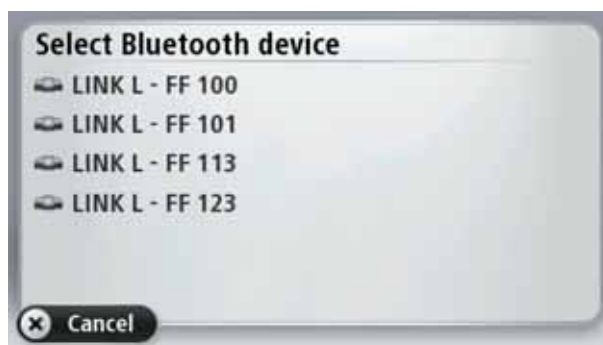 Select Bluetooth device
LINK L - FF 100
LINK L - FF 101
LINK L - FF 113
LINK L - FF 123
Cancel